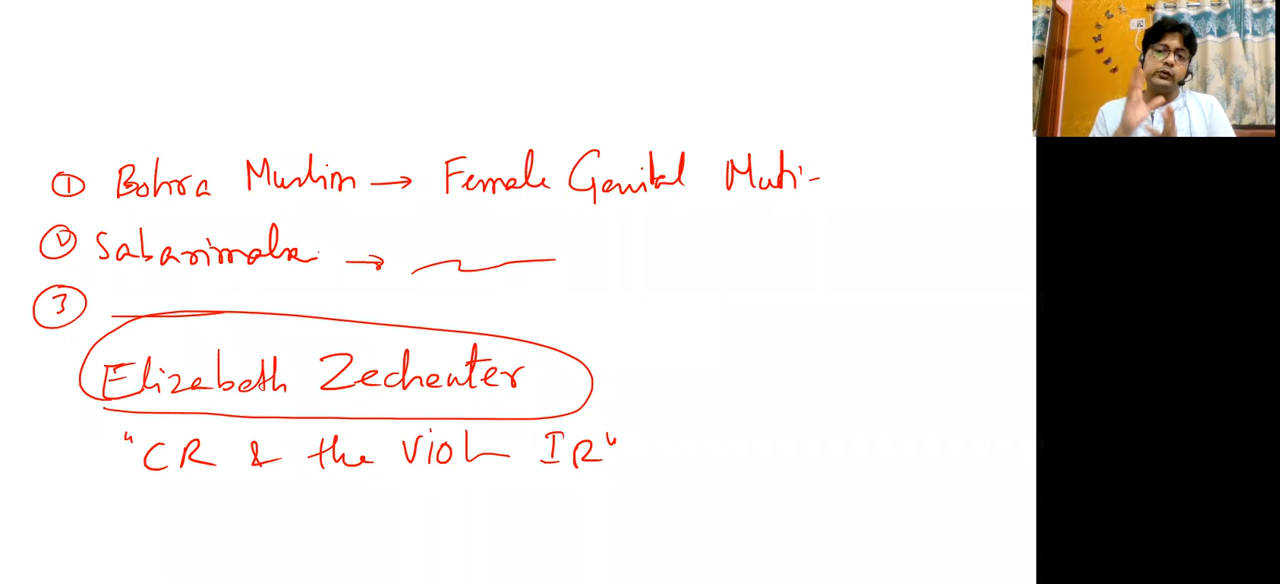 ① Bohra Muslim → Female Genital Muti-
② Sabarimala →
③
Elizabeth Zechenter
"CR & the Viol IR"